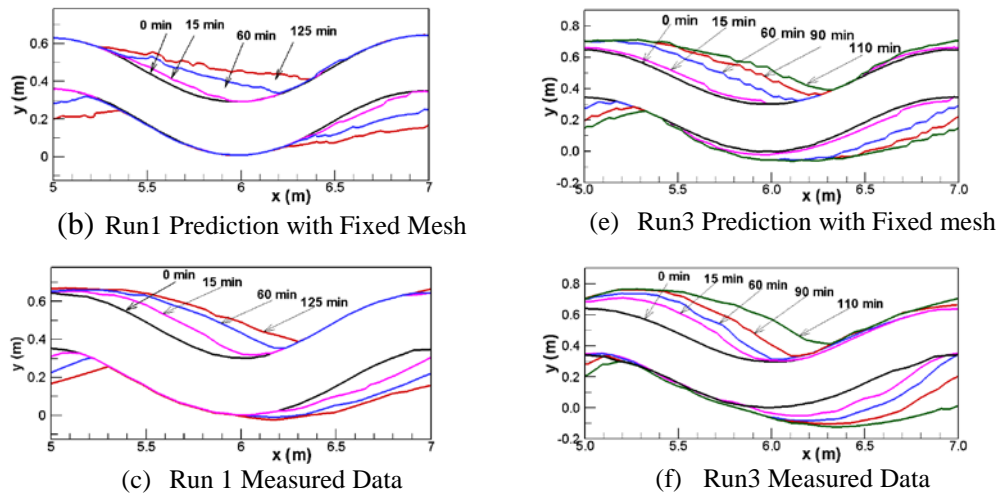 0 min 15 min 60 min 125 min
0.6
0.4
0.2
0
y (m)
5 5.5 6 6.5 7
x (m)
(b) Run1 Prediction with Fixed Mesh
0 min 15 min 60 min 90 min 110 min
0.8
0.6
0.4
0.2
0.0
-0.2
y (m)
5.0 5.5 6.0 6.5 7.0
x (m)
(e) Run3 Prediction with Fixed mesh
0 min 15 min 60 min 125 min
0.6
0.4
0.2
0
y (m)
5 5.5 6 6.5 7
x (m)
(c) Run 1 Measured Data
0 min 15 min 60 min 90 min 110 min
0.8
0.6
0.4
0.2
0.0
-0.2
y (m)
5.0 5.5 6.0 6.5 7.0
x (m)
(f) Run3 Measured Data